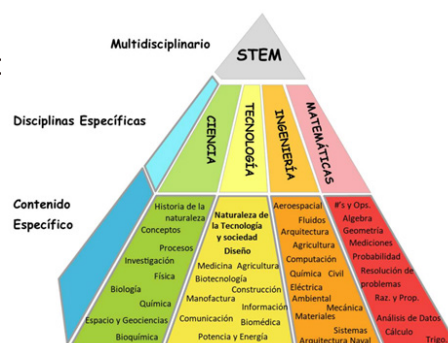 Multidisciplinario
STEM
Disciplinas Específicas
CIENCIA
TECNOLOGÍA
INGENIERÍA
MATEMÁTICAS
Contenido
Específico
Historia de la
naturaleza
Conceptos
Procesos
Investigación
Física
Biología
Química
Espacio y Geociencias
Bioquímica
Naturaleza de
la Tecnología
y sociedad
Diseño
Medicina Agricultura
Biotecnología
Construcción
Manofactura
Información
Comunicación
Biomédica
Potencia y Energía
Aeroespacial
Fluidos
Arquitectura
Agricultura
Computación
Química Civil
Eléctrica
Ambiental
Mecánica
Materiales
Sistemas
Arquitectura Naval
#'s y Ops.
Algebra
Geometría
Mediciones
Probabilidad
Resolución de
problemas
Raz. y Prop.
Análisis de Datos
Cálculo
Trigo